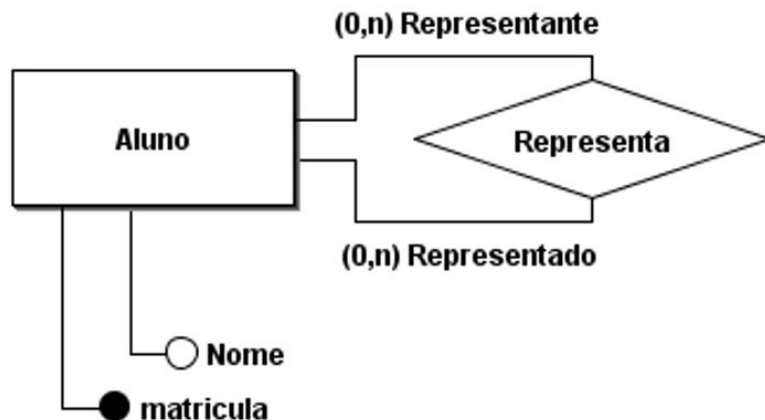 (0,n) Representante
Aluno
Representa
(0,n) Representado
Nome
matricula